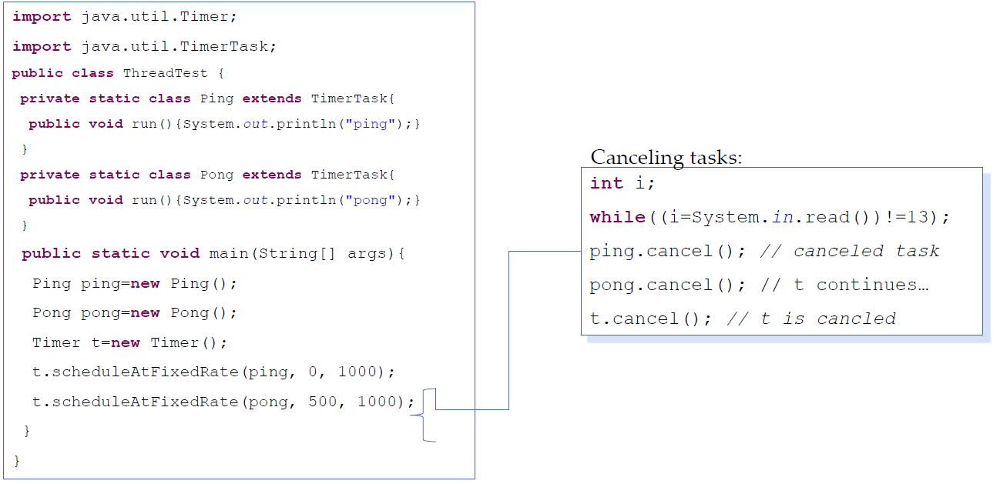 import java.util.Timer;
import java.util.TimerTask;
public class ThreadTest {
private static class Ping extends TimerTask{
public void run(){System.out.println("ping");}
}
private static class Pong extends TimerTask{
public void run(){System.out.println("pong");}
}
public static void main(String[] args){
Ping ping=new Ping();
Pong pong=new Pong();
Timer t=new Timer();
t.scheduleAtFixedRate(ping, 0, 1000);
t.scheduleAtFixedRate(pong, 500, 1000);
}
}
Canceling tasks:
int i;
while((i=System.in.read())!=13);
ping.cancel(); // canceled task
pong.cancel(); // t continues…
t.cancel(); // t is cancled